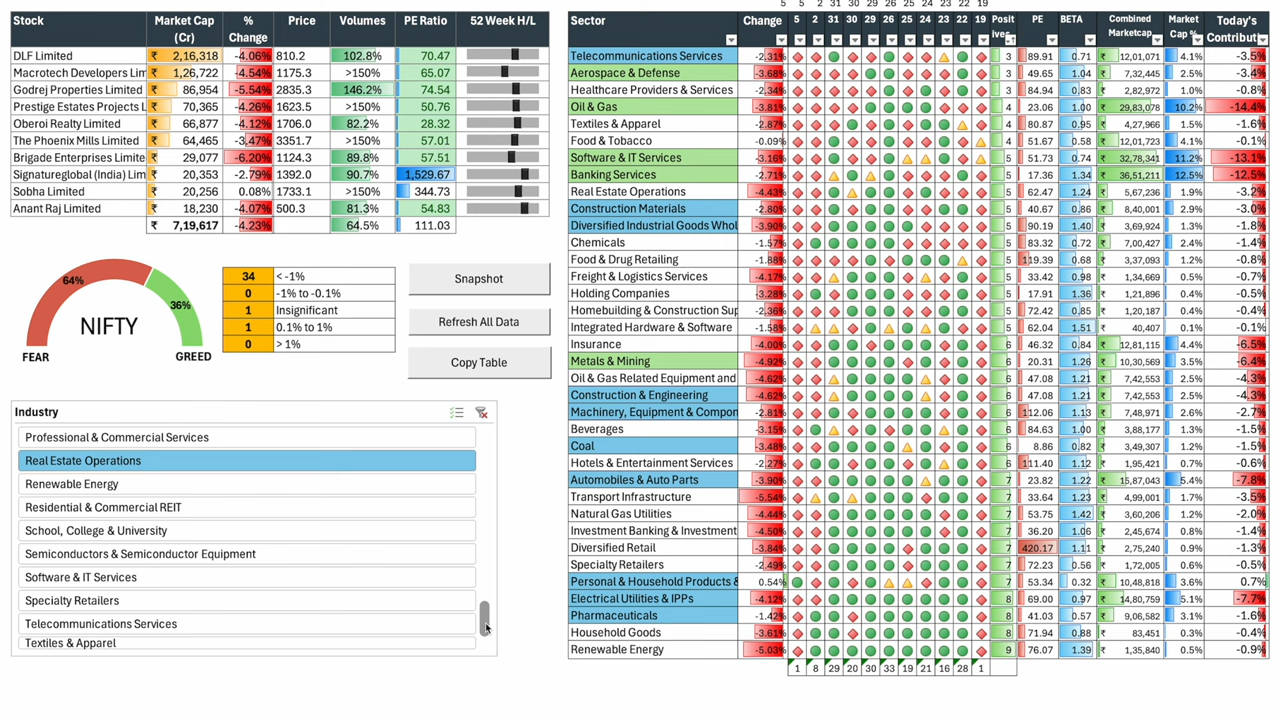 Stock Market Cap (Cr) % Change Price Volumes PE Ratio 52 Week H/L
DLF Limited ₹ 2,16,318 -4.06% 810.2 102.8% 70.47
Macrotech Developers Lim ₹ 1,26,722 -4.54% 1175.3 >150% 65.07
Godrej Properties Limited ₹ 86,954 -5.54% 2835.3 146.2% 74.54
Prestige Estates Projects L ₹ 70,365 -4.26% 1623.5 >150% 50.76
Oberoi Realty Limited ₹ 66,877 -4.12% 1706.0 82.2% 28.32
The Phoenix Mills Limited ₹ 64,465 -3.47% 3351.7 >150% 57.01
Brigade Enterprises Limite ₹ 29,077 -6.20% 1124.3 89.8% 57.51
Signatureglobal (India) Lim ₹ 20,353 -2.79% 1392.0 90.7% 1,529.67
Sobha Limited ₹ 20,256 0.08% 1733.1 >150% 344.73
Anant Raj Limited ₹ 18,230 -4.07% 500.3 81.3% 54.83
₹ 7,19,617 -4.23% 64.5% 111.03
64%
36%
NIFTY
FEAR GREED
34 < -1%
0 -1% to -0.1%
1 Insignificant
1 0.1% to 1%
0 > 1%
Snapshot
Refresh All Data
Copy Table
Industry
Professional & Commercial Services
Real Estate Operations
Renewable Energy
Residential & Commercial REIT
School, College & University
Semiconductors & Semiconductor Equipment
Software & IT Services
Specialty Retailers
Telecommunications Services
Textiles & Apparel
5 5 2 31 30 29 26 25 24 23 22 19
Sector Change 5 5 2 31 30 29 26 25 24 23 22 19 Posit ives PE BETA Combined Marketcap Market Cap % Today's Contributi
Telecommunications Services -2.31% 3 89.91 0.71 ₹ 12,01,071 4.1% -3.5%
Aerospace & Defense -3.68% 3 49.65 1.04 ₹ 7,32,445 2.5% -3.4%
Healthcare Providers & Services -2.34% 3 84.94 0.83 ₹ 2,82,972 1.0% -0.8%
Oil & Gas -3.81% 4 23.06 1.00 ₹ 29,83,078 10.2% -14.4%
Textiles & Apparel -2.87% 4 80.87 0.95 ₹ 4,27,966 1.5% -1.6%
Food & Tobacco -0.09% 4 51.67 0.58 ₹ 12,01,723 4.1% -0.1%
Software & IT Services -3.16% 4 51.73 0.74 ₹ 32,78,341 11.2% -13.1%
Banking Services -2.71% 5 17.36 1.34 ₹ 36,51,211 12.5% -12.5%
Real Estate Operations -4.43% 5 62.47 1.24 ₹ 5,67,236 1.9% -3.2%
Construction Materials -2.80% 5 40.67 0.86 ₹ 8,40,001 2.9% -3.0%
Diversified Industrial Goods Whol -3.90% 5 90.19 1.40 ₹ 3,69,924 1.3% -1.8%
Chemicals -1.57% 5 83.32 0.72 ₹ 7,00,427 2.4% -1.4%
Food & Drug Retailing -1.88% 5 119.39 0.68 ₹ 3,37,093 1.2% -0.8%
Freight & Logistics Services -4.17% 5 33.42 0.98 ₹ 1,34,669 0.5% -0.7%
Holding Companies -3.28% 5 17.91 1.36 ₹ 1,21,896 0.4% -0.5%
Homebuilding & Construction Sup -2.36% 5 72.42 0.85 ₹ 1,20,187 0.4% -0.4%
Integrated Hardware & Software -1.58% 5 62.04 1.51 ₹ 40,407 0.1% -0.1%
Insurance -4.00% 6 46.32 0.84 ₹ 12,81,115 4.4% -6.5%
Metals & Mining -4.92% 6 20.31 1.26 ₹ 10,30,569 3.5% -6.4%
Oil & Gas Related Equipment and -4.62% 6 47.08 1.21 ₹ 7,42,553 2.5% -4.3%
Construction & Engineering -4.62% 6 47.08 1.21 ₹ 7,42,553 2.5% -4.3%
Machinery, Equipment & Compon -2.81% 6 112.06 1.13 ₹ 7,48,971 2.6% -2.7%
Beverages -3.15% 6 84.63 1.00 ₹ 3,88,177 1.3% -1.5%
Coal -3.48% 6 8.86 0.82 ₹ 3,49,307 1.2% -1.5%
Hotels & Entertainment Services -2.27% 6 111.40 1.12 ₹ 1,95,421 0.7% -0.6%
Automobiles & Auto Parts -3.90% 7 23.82 1.22 ₹ 15,87,043 5.4% -7.8%
Transport Infrastructure -5.54% 7 33.64 1.23 ₹ 4,99,001 1.7% -3.5%
Natural Gas Utilities -4.44% 7 53.75 1.42 ₹ 3,60,206 1.2% -2.0%
Investment Banking & Investment -4.50% 7 36.20 1.06 ₹ 2,45,674 0.8% -1.4%
Diversified Retail -3.84% 7 420.17 1.11 ₹ 2,75,240 0.9% -1.3%
Specialty Retailers -2.49% 7 72.23 0.56 ₹ 1,72,005 0.6% -0.5%
Personal & Household Products & 0.54% 7 53.34 0.32 ₹ 10,48,818 3.6% 0.7%
Electrical Utilities & IPPs -4.12% 8 69.00 0.97 ₹ 14,80,759 5.1% -7.7%
Pharmaceuticals -1.42% 8 41.03 0.57 ₹ 9,06,582 3.1% -1.6%
Household Goods -3.61% 8 71.94 0.88 ₹ 83,451 0.3% -0.4%
Renewable Energy -5.03% 9 76.07 1.39 ₹ 1,35,840 0.5% -0.9%
1 8 29 20 30 33 19 21 16 28 1